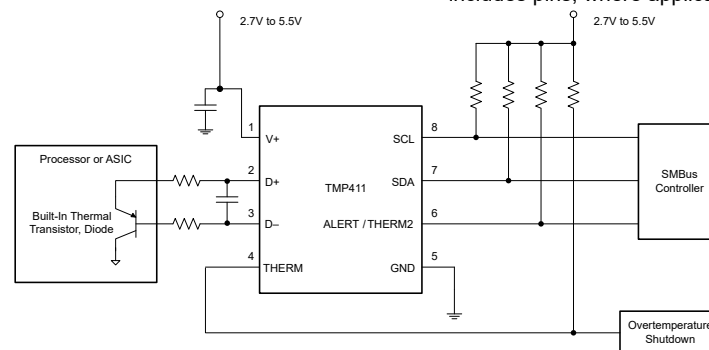 includes pins, where applic
2.7V to 5.5V
2.7V to 5.5V
1
V+
SCL
8
Processor or ASIC
2
D+
TMP411
SDA
7
SMBus
Controller
Built-In Thermal
Transistor, Diode
3
D–
ALERT / THERM2
6
4
THERM
GND
5
Overtemperature
Shutdown